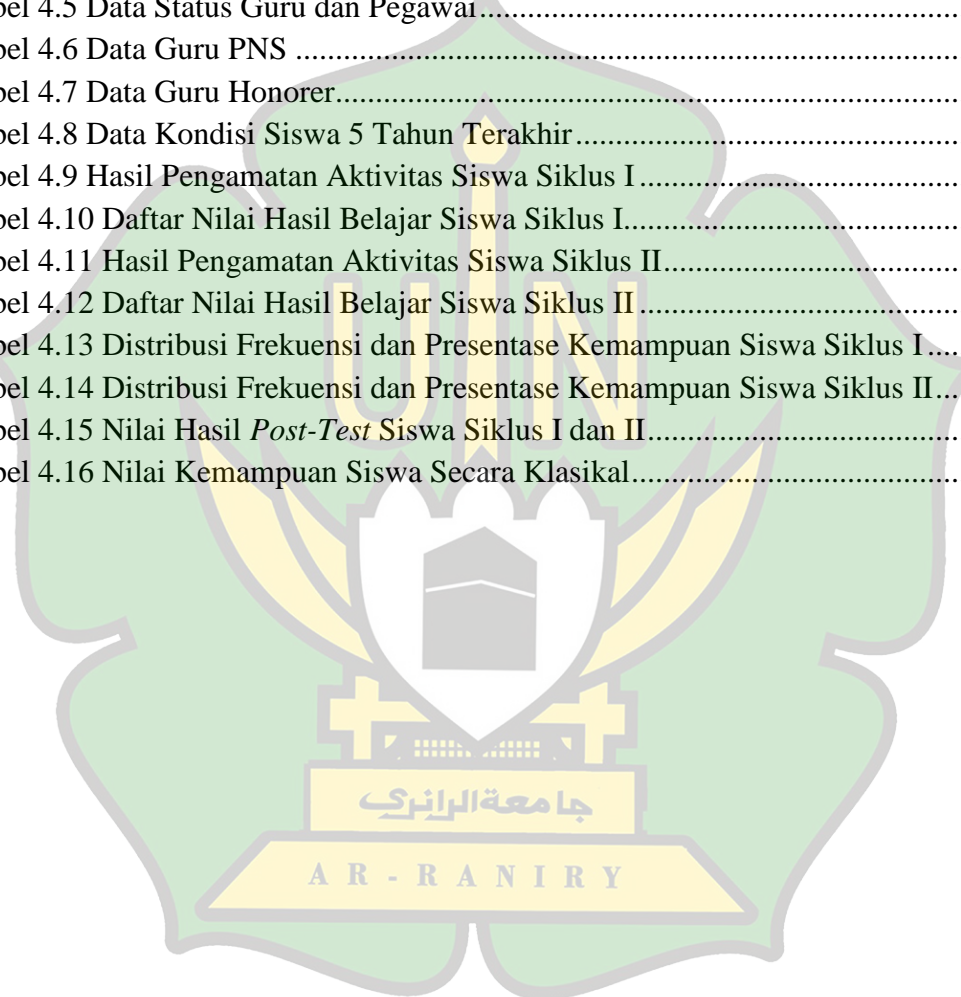 bel 4.5 Data Status Guru dan Pegawai
bel 4.6 Data Guru PNS
bel 4.7 Data Guru Honorer
bel 4.8 Data Kondisi Siswa 5 Tahun Terakhir
bel 4.9 Hasil Pengamatan Aktivitas Siswa Siklus I
bel 4.10 Daftar Nilai Hasil Belajar Siswa Siklus I
bel 4.11 Hasil Pengamatan Aktivitas Siswa Siklus II
bel 4.12 Daftar Nilai Hasil Belajar Siswa Siklus II
bel 4.13 Distribusi Frekuensi dan Presentase Kemampuan Siswa Siklus I
bel 4.14 Distribusi Frekuensi dan Presentase Kemampuan Siswa Siklus II
bel 4.15 Nilai Hasil Post-Test Siswa Siklus I dan II
bel 4.16 Nilai Kemampuan Siswa Secara Klasikal
UIN
جامعةالرانري
AR-RANIRY